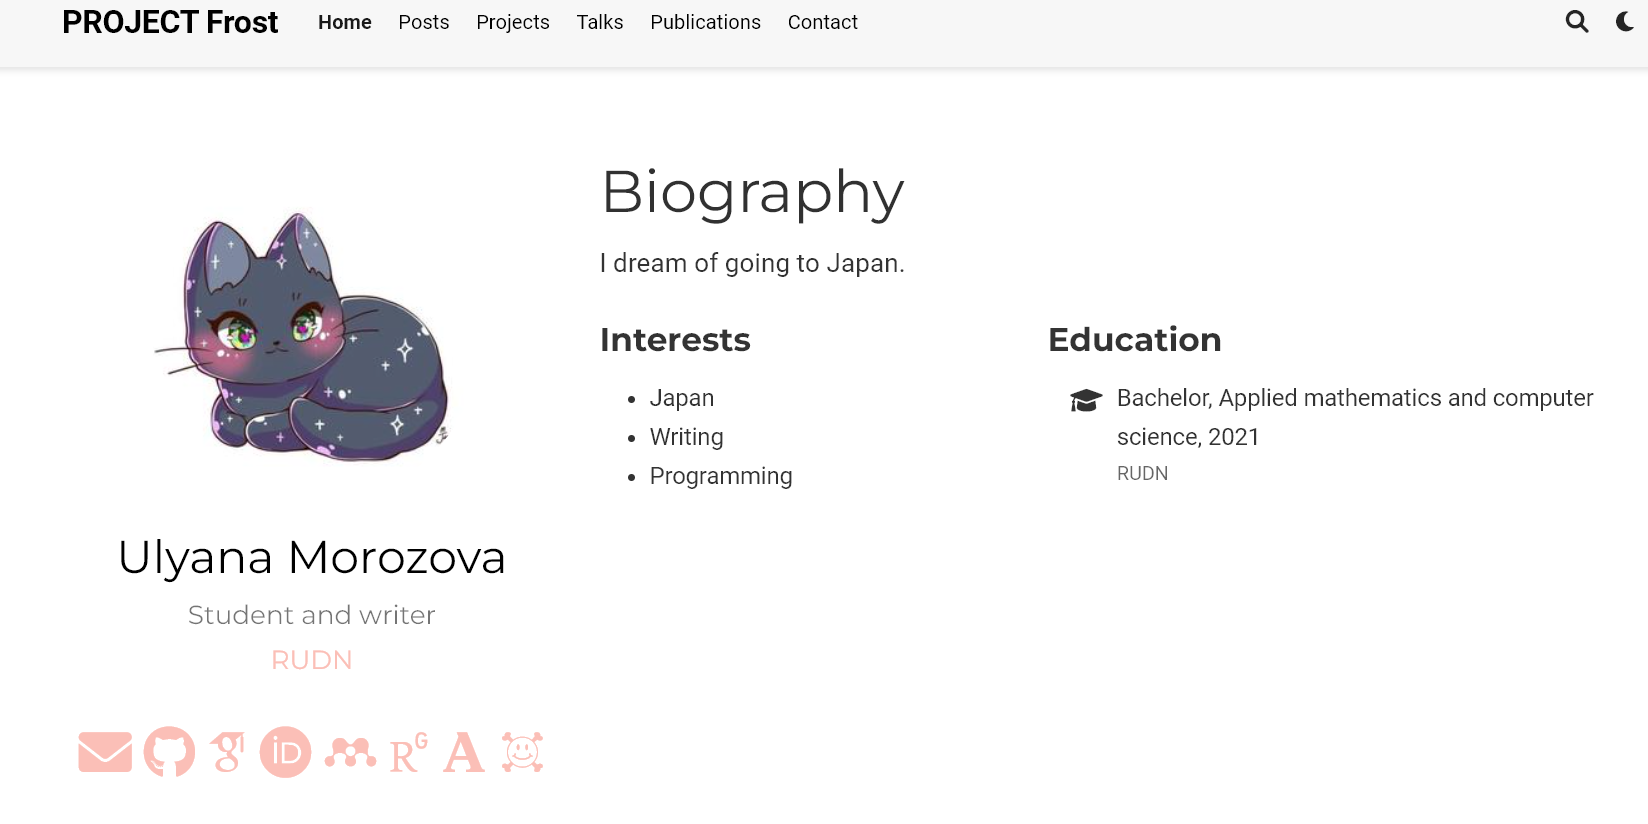 PROJECT Frost
Home Posts Projects Talks Publications Contact
Biography
I dream of going to Japan.
Interests
Japan
Writing
Programming
Education
Bachelor, Applied mathematics and computer
science, 2021
RUDN
Ulyana Morozova
Student and writer
RUDN